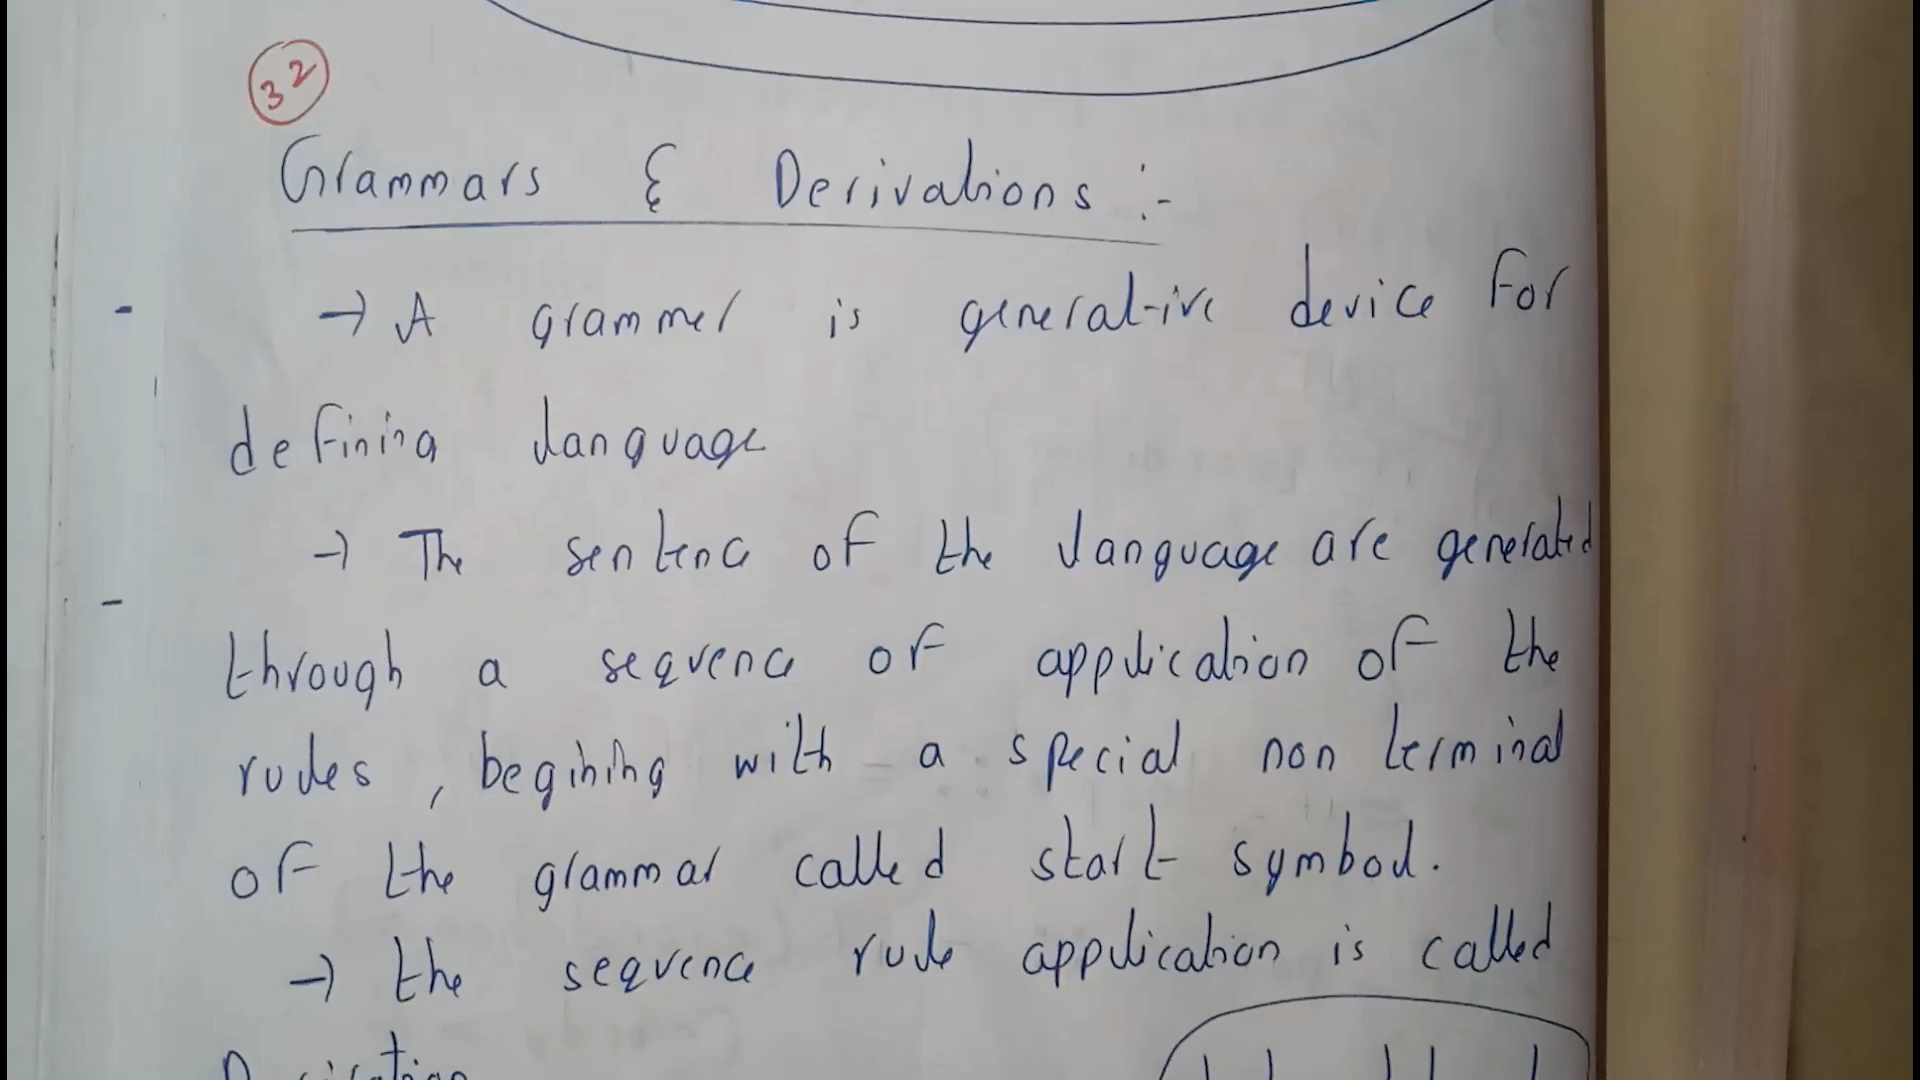 32
Grammars & Derivations :-
→ A grammer is generative device for
defining language
→ The sentence of the language are generated
through a sequence of application of the
rules, begining with a special non terminal
of the grammar called start symbol.
→ the sequence rule application is called
Derivation